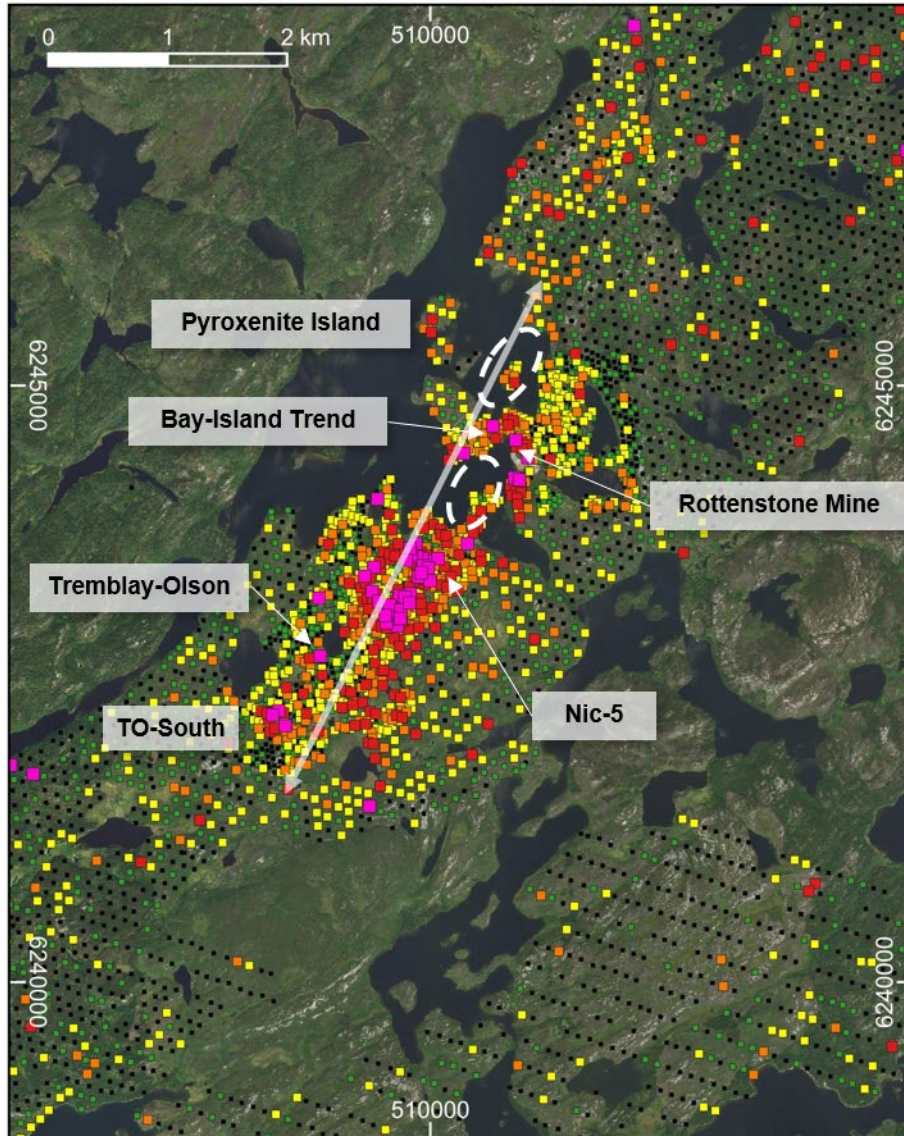 0 1 2 km
510000
Pyroxenite Island
6245000
6245000
Bay-Island Trend
Rottenstone Mine
Tremblay-Olson
Nic-5
TO-South
6240000
6240000
510000